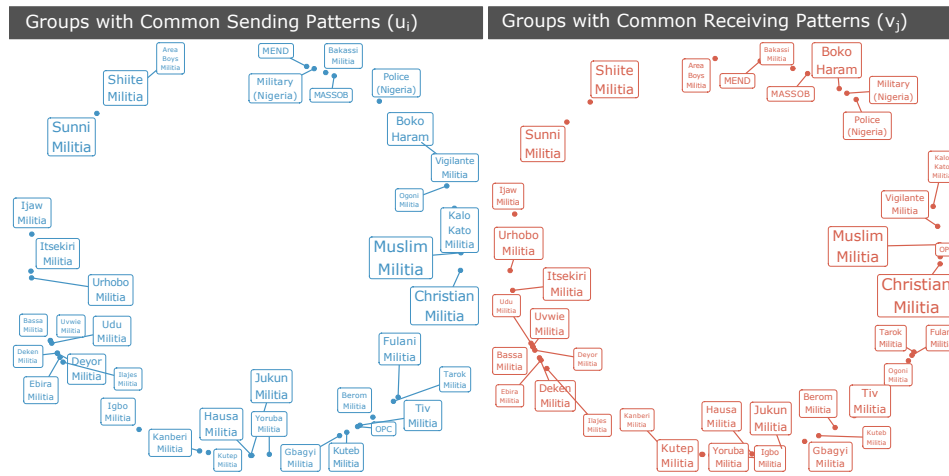 Groups with Common Sending Patterns (ui)
Area
Boys
Militia
Shiite
Militia
Sunni
Militia
MEND
Bakassi
Militia
Military
(Nigeria)
MASSOB
Police
(Nigeria)
Boko
Haram
Vigilante
Militia
Ogoni
Militia
Kalo
Kato
Militia
Muslim
Militia
Christian
Militia
Ijaw
Militia
Itsekiri
Militia
Urhobo
Militia
Bassa
Militia
Uvwie
Militia
Udu
Militia
Deken
Militia
Deyor
Militia
Ilajes
Militia
Ebira
Militia
Igbo
Militia
Kanberi
Militia
Kutep
Militia
Hausa
Militia
Jukun
Militia
Yoruba
Militia
Fulani
Militia
Tarok
Militia
Berom
Militia
Tiv
Militia
OPC
Gbagyi
Militia
Kuteb
Militia
Groups with Common Receiving Patterns (vj)
Shiite
Militia
Sunni
Militia
Area
Boys
Militia
MEND
Bakassi
Militia
MASSOB
Boko
Haram
Military
(Nigeria)
Police
(Nigeria)
Kalo
Kato
Militia
Vigilante
Militia
Muslim
Militia
OPC
Christian
Militia
Ijaw
Militia
Urhobo
Militia
Itsekiri
Militia
Udu
Militia
Uvwie
Militia
Bassa
Militia
Deyor
Militia
Ebira
Militia
Deken
Militia
Ilajes
Militia
Kanberi
Militia
Kutep
Militia
Hausa
Militia
Yoruba
Militia
Jukun
Militia
Igbo
Militia
Tarok
Militia
Fulani
Militia
Ogoni
Militia
Berom
Militia
Tiv
Militia
Kuteb
Militia
Gbagyi
Militia